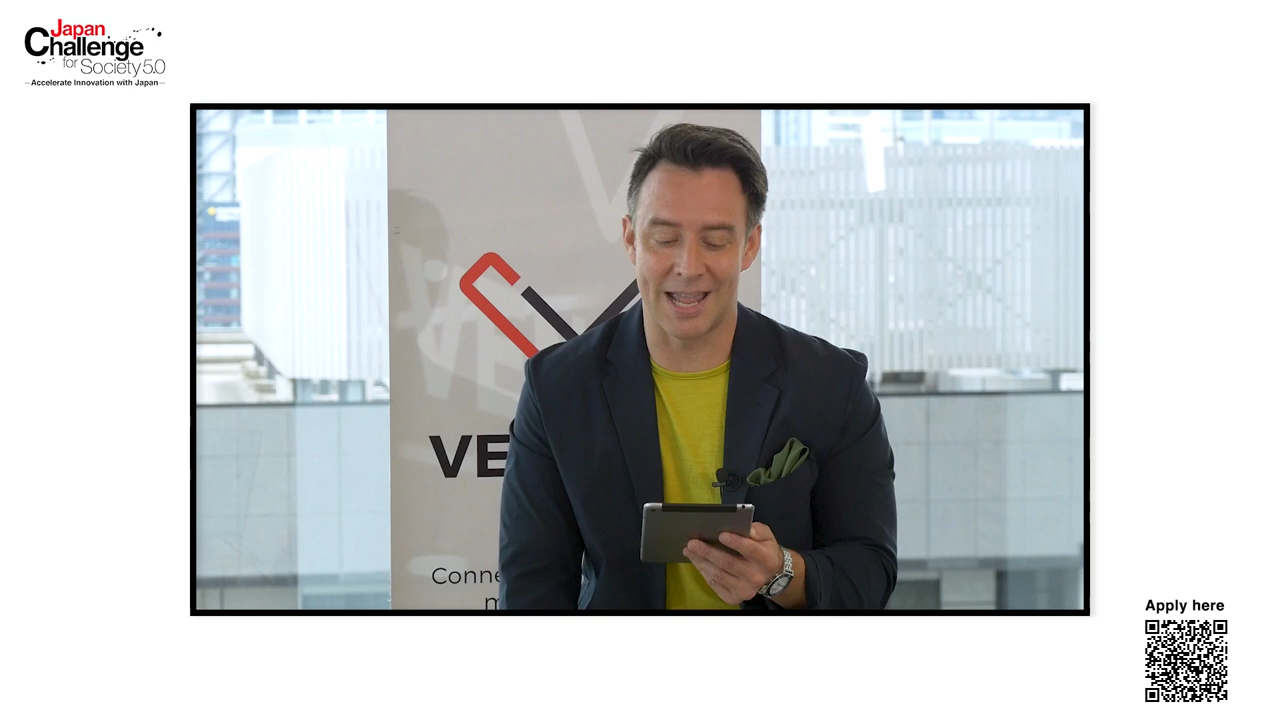 Japan
Challenge
for Society 5.0
—Accelerate Innovation with Japan—
VE
Conne
m
Apply here